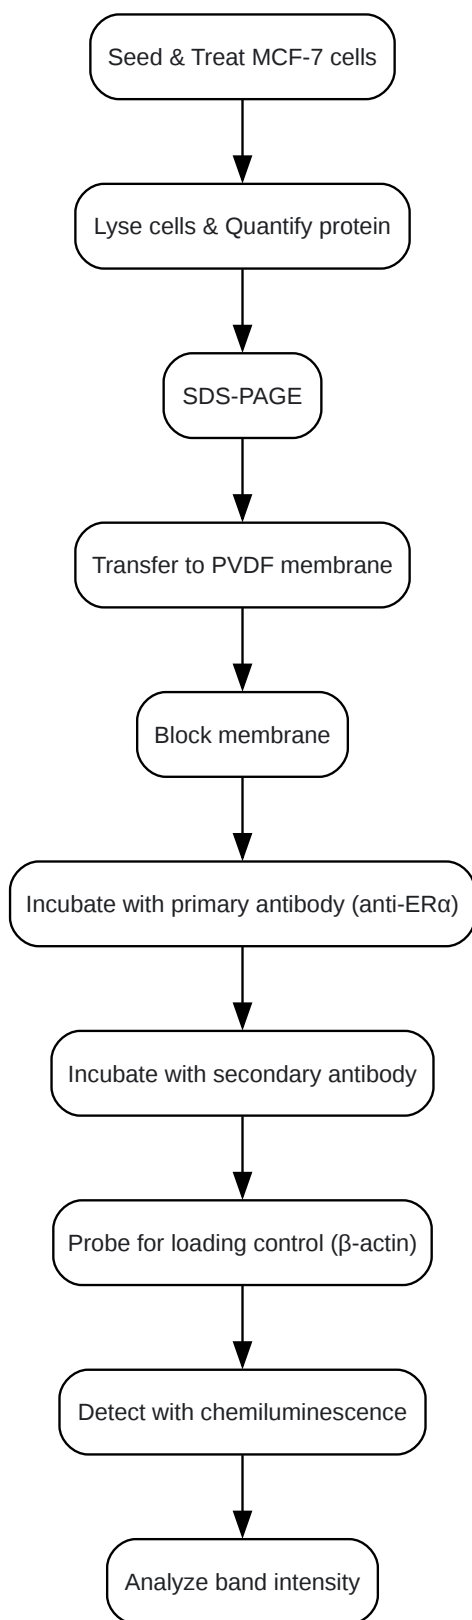 Seed & Treat MCF-7 cells
Lyse cells & Quantify protein
SDS-PAGE
Transfer to PVDF membrane
Block membrane
Incubate with primary antibody (anti-ERα)
Incubate with secondary antibody
Probe for loading control (β-actin)
Detect with chemiluminescence
Analyze band intensity